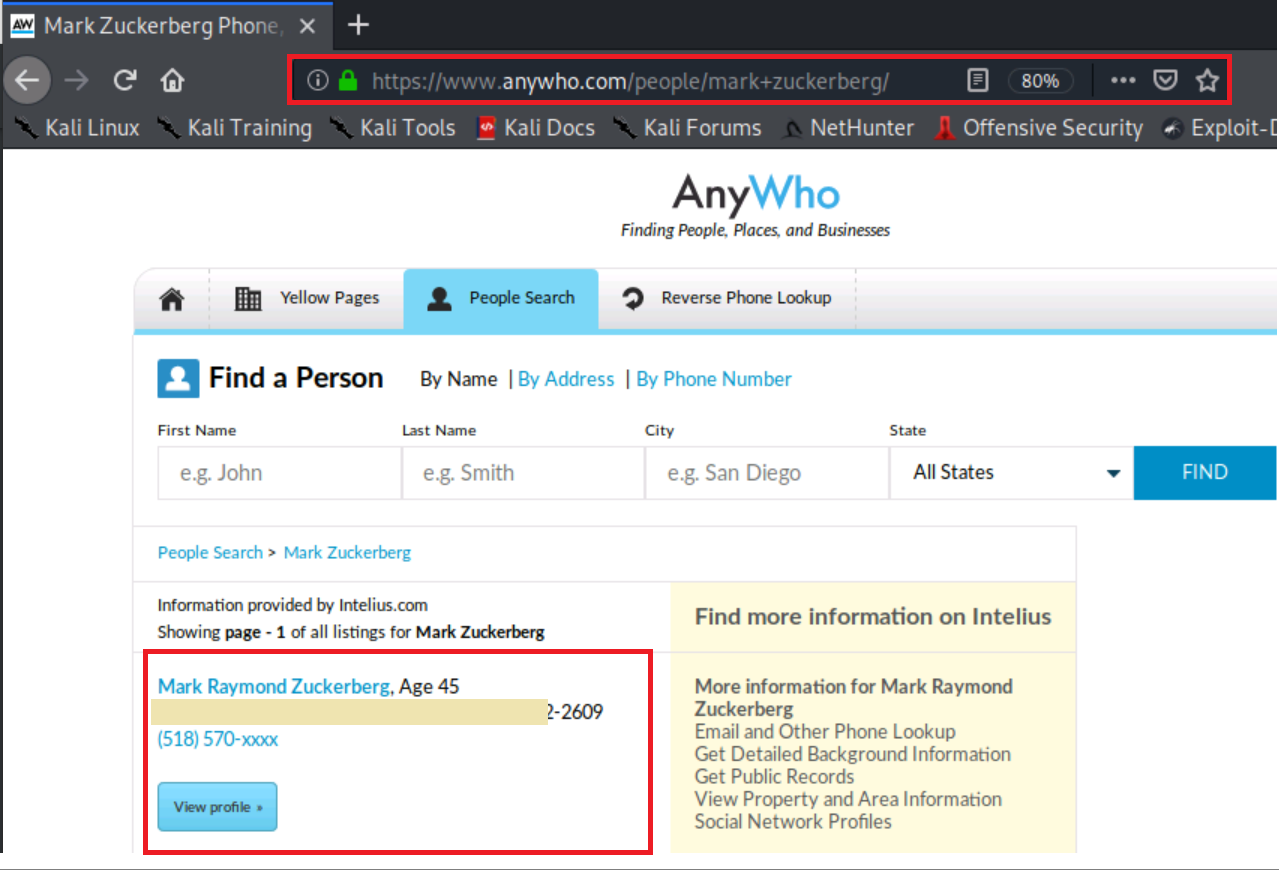 AW Mark Zuckerberg Phone,
https://www.anywho.com/people/mark+zuckerberg/ 80%
Kali Linux Kali Training Kali Tools Kali Docs Kali Forums NetHunter Offensive Security Exploit-D
AnyWho
Finding People, Places, and Businesses
Yellow Pages People Search Reverse Phone Lookup
Find a Person By Name | By Address | By Phone Number
First Name Last Name City State
e.g. John e.g. Smith e.g. San Diego All States FIND
People Search > Mark Zuckerberg
Information provided by Intelius.com
Showing page - 1 of all listings for Mark Zuckerberg
Find more information on Intelius
Mark Raymond Zuckerberg, Age 45
2-2609
(518) 570-xxxx
View profile »
More information for Mark Raymond
Zuckerberg
Email and Other Phone Lookup
Get Detailed Background Information
Get Public Records
View Property and Area Information
Social Network Profiles